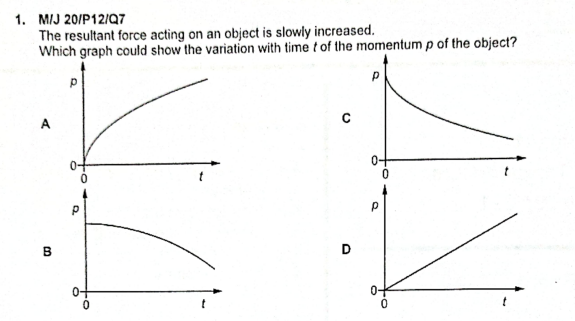 1. M/J 20/P12/Q7
The resultant force acting on an object is slowly increased.
Which graph could show the variation with time t of the momentum p of the object?
A
p
0
0
t
C
p
0
0
t
B
p
0
0
t
D
p
0
0
t